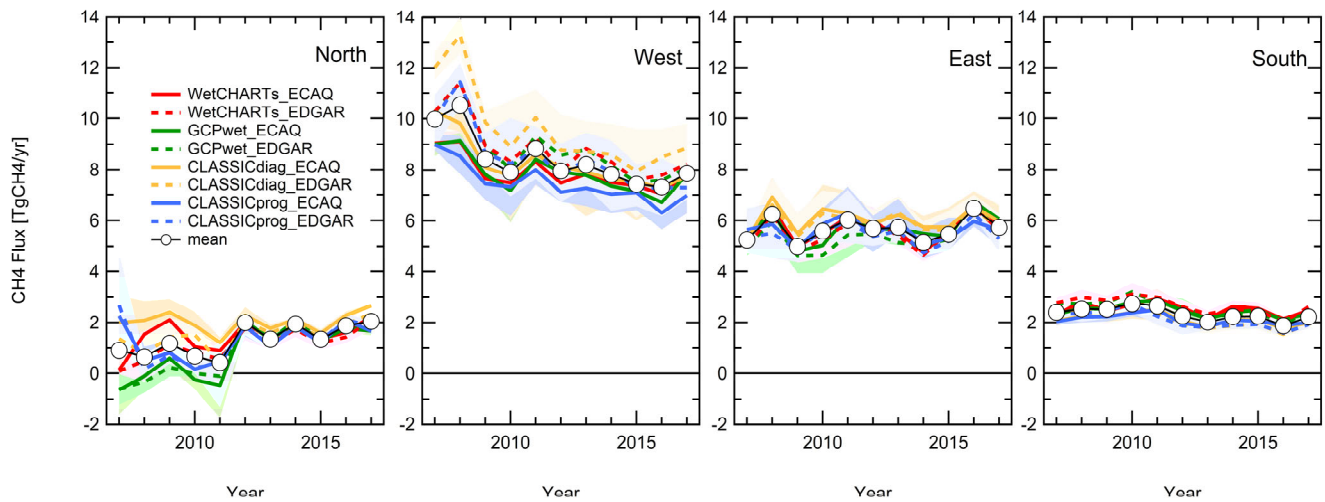 CH4 Flux [TgCH4/yr]
14
12
10
8
6
4
2
0
-2
North
WetCHARTs_ECAQ
WetCHARTs_EDGAR
GCPwet_ECAQ
GCPwet_EDGAR
CLASSICdiag_ECAQ
CLASSICdiag_EDGAR
CLASSICprog_ECAQ
CLASSICprog_EDGAR
mean
2010 2015
Year
14
12
10
8
6
4
2
0
-2
West
2010 2015
Year
14
12
10
8
6
4
2
0
-2
East
2010 2015
Year
14
12
10
8
6
4
2
0
-2
South
2010 2015
Year